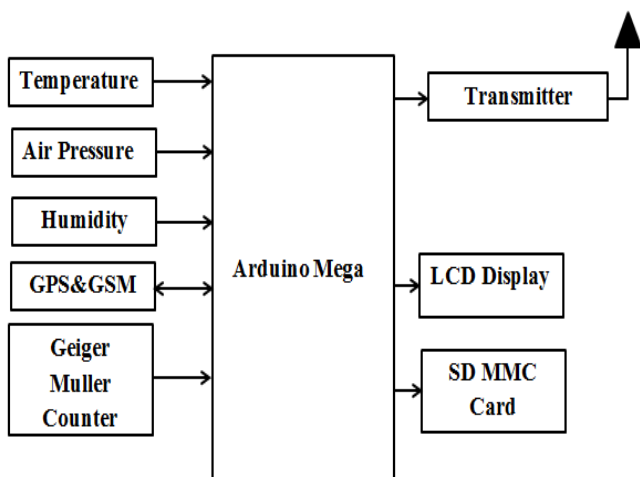 Temperature
Air Pressure
Humidity
GPS&GSM
Geiger
Muller
Counter
Arduino Mega
Transmitter
LCD Display
SD MMC
Card